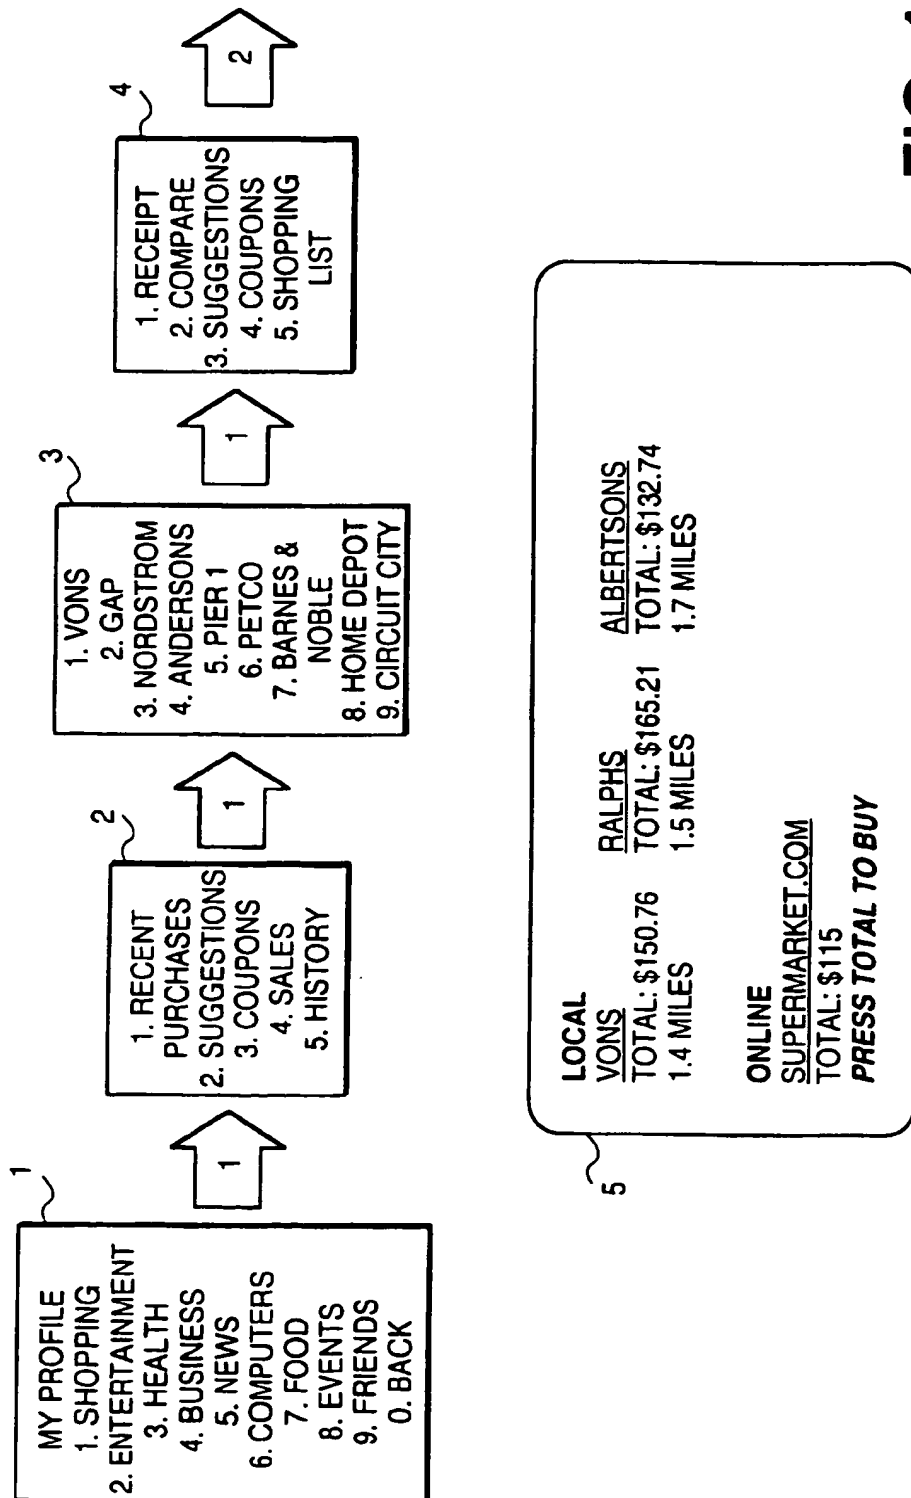 1
MY PROFILE
1. SHOPPING
2. ENTERTAINMENT
3. HEALTH
4. BUSINESS
5. NEWS
6. COMPUTERS
7. FOOD
8. EVENTS
9. FRIENDS
0. BACK
1
2
1. RECENT
PURCHASES
2. SUGGESTIONS
3. COUPONS
4. SALES
5. HISTORY
1
3
1. VONS
2. GAP
3. NORDSTROM
4. ANDERSONS
5. PIER 1
6. PETCO
7. BARNES &
NOBLE
8. HOME DEPOT
9. CIRCUIT CITY
1
4
1. RECEIPT
2. COMPARE
3. SUGGESTIONS
4. COUPONS
5. SHOPPING
LIST
2
5
LOCAL
VONS
TOTAL: $150.76
1.4 MILES
RALPHS
TOTAL: $165.21
1.5 MILES
ALBERTSONS
TOTAL: $132.74
1.7 MILES
ONLINE
SUPERMARKET.COM
TOTAL: $115
PRESS TOTAL TO BUY
FIG.